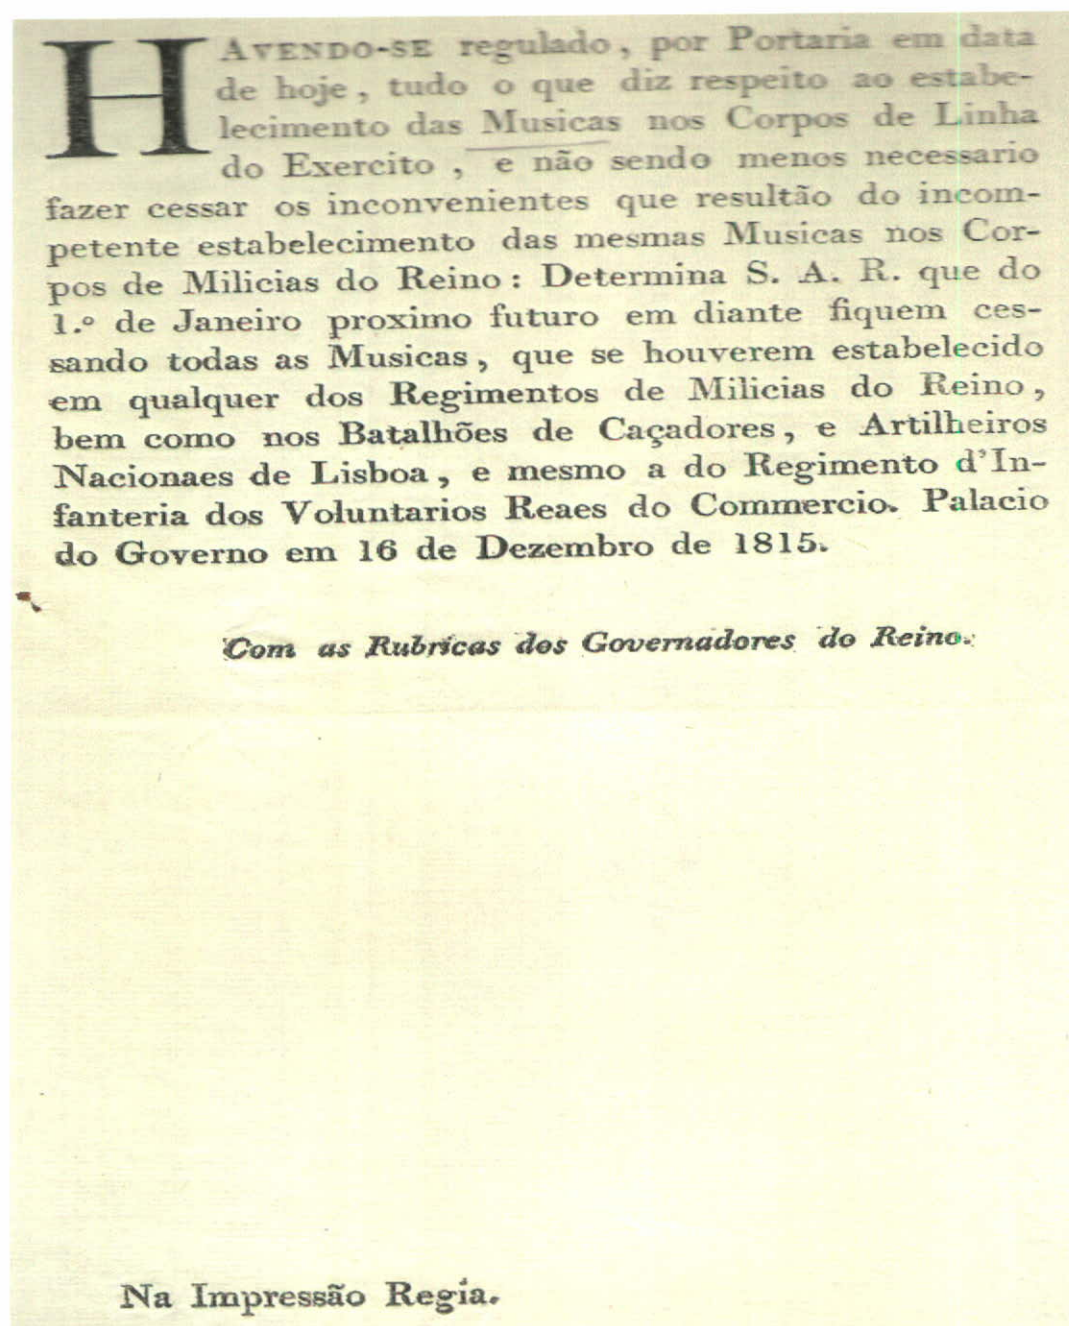 HAVENDO-SE regulado, por Portaria em data
de hoje, tudo o que diz respeito ao estabe-
lecimento das Musicas nos Corpos de Linha
do Exercito, e não sendo menos necessario
fazer cessar os inconvenientes que resultão do incom-
petente estabelecimento das mesmas Musicas nos Cor-
pos de Milicias do Reino: Determina S. A. R. que do
1.º de Janeiro proximo futuro em diante fiquem ces-
sando todas as Musicas, que se houverem estabelecido
em qualquer dos Regimentos de Milicias do Reino,
bem como nos Batalhões de Caçadores, e Artilheiros
Nacionaes de Lisboa, e mesmo a do Regimento d'In-
fanteria dos Voluntarios Reaes do Commercio. Palacio
do Governo em 16 de Dezembro de 1815.
Com as Rubrícas dos Governadores do Reino.
Na Impressão Regia.